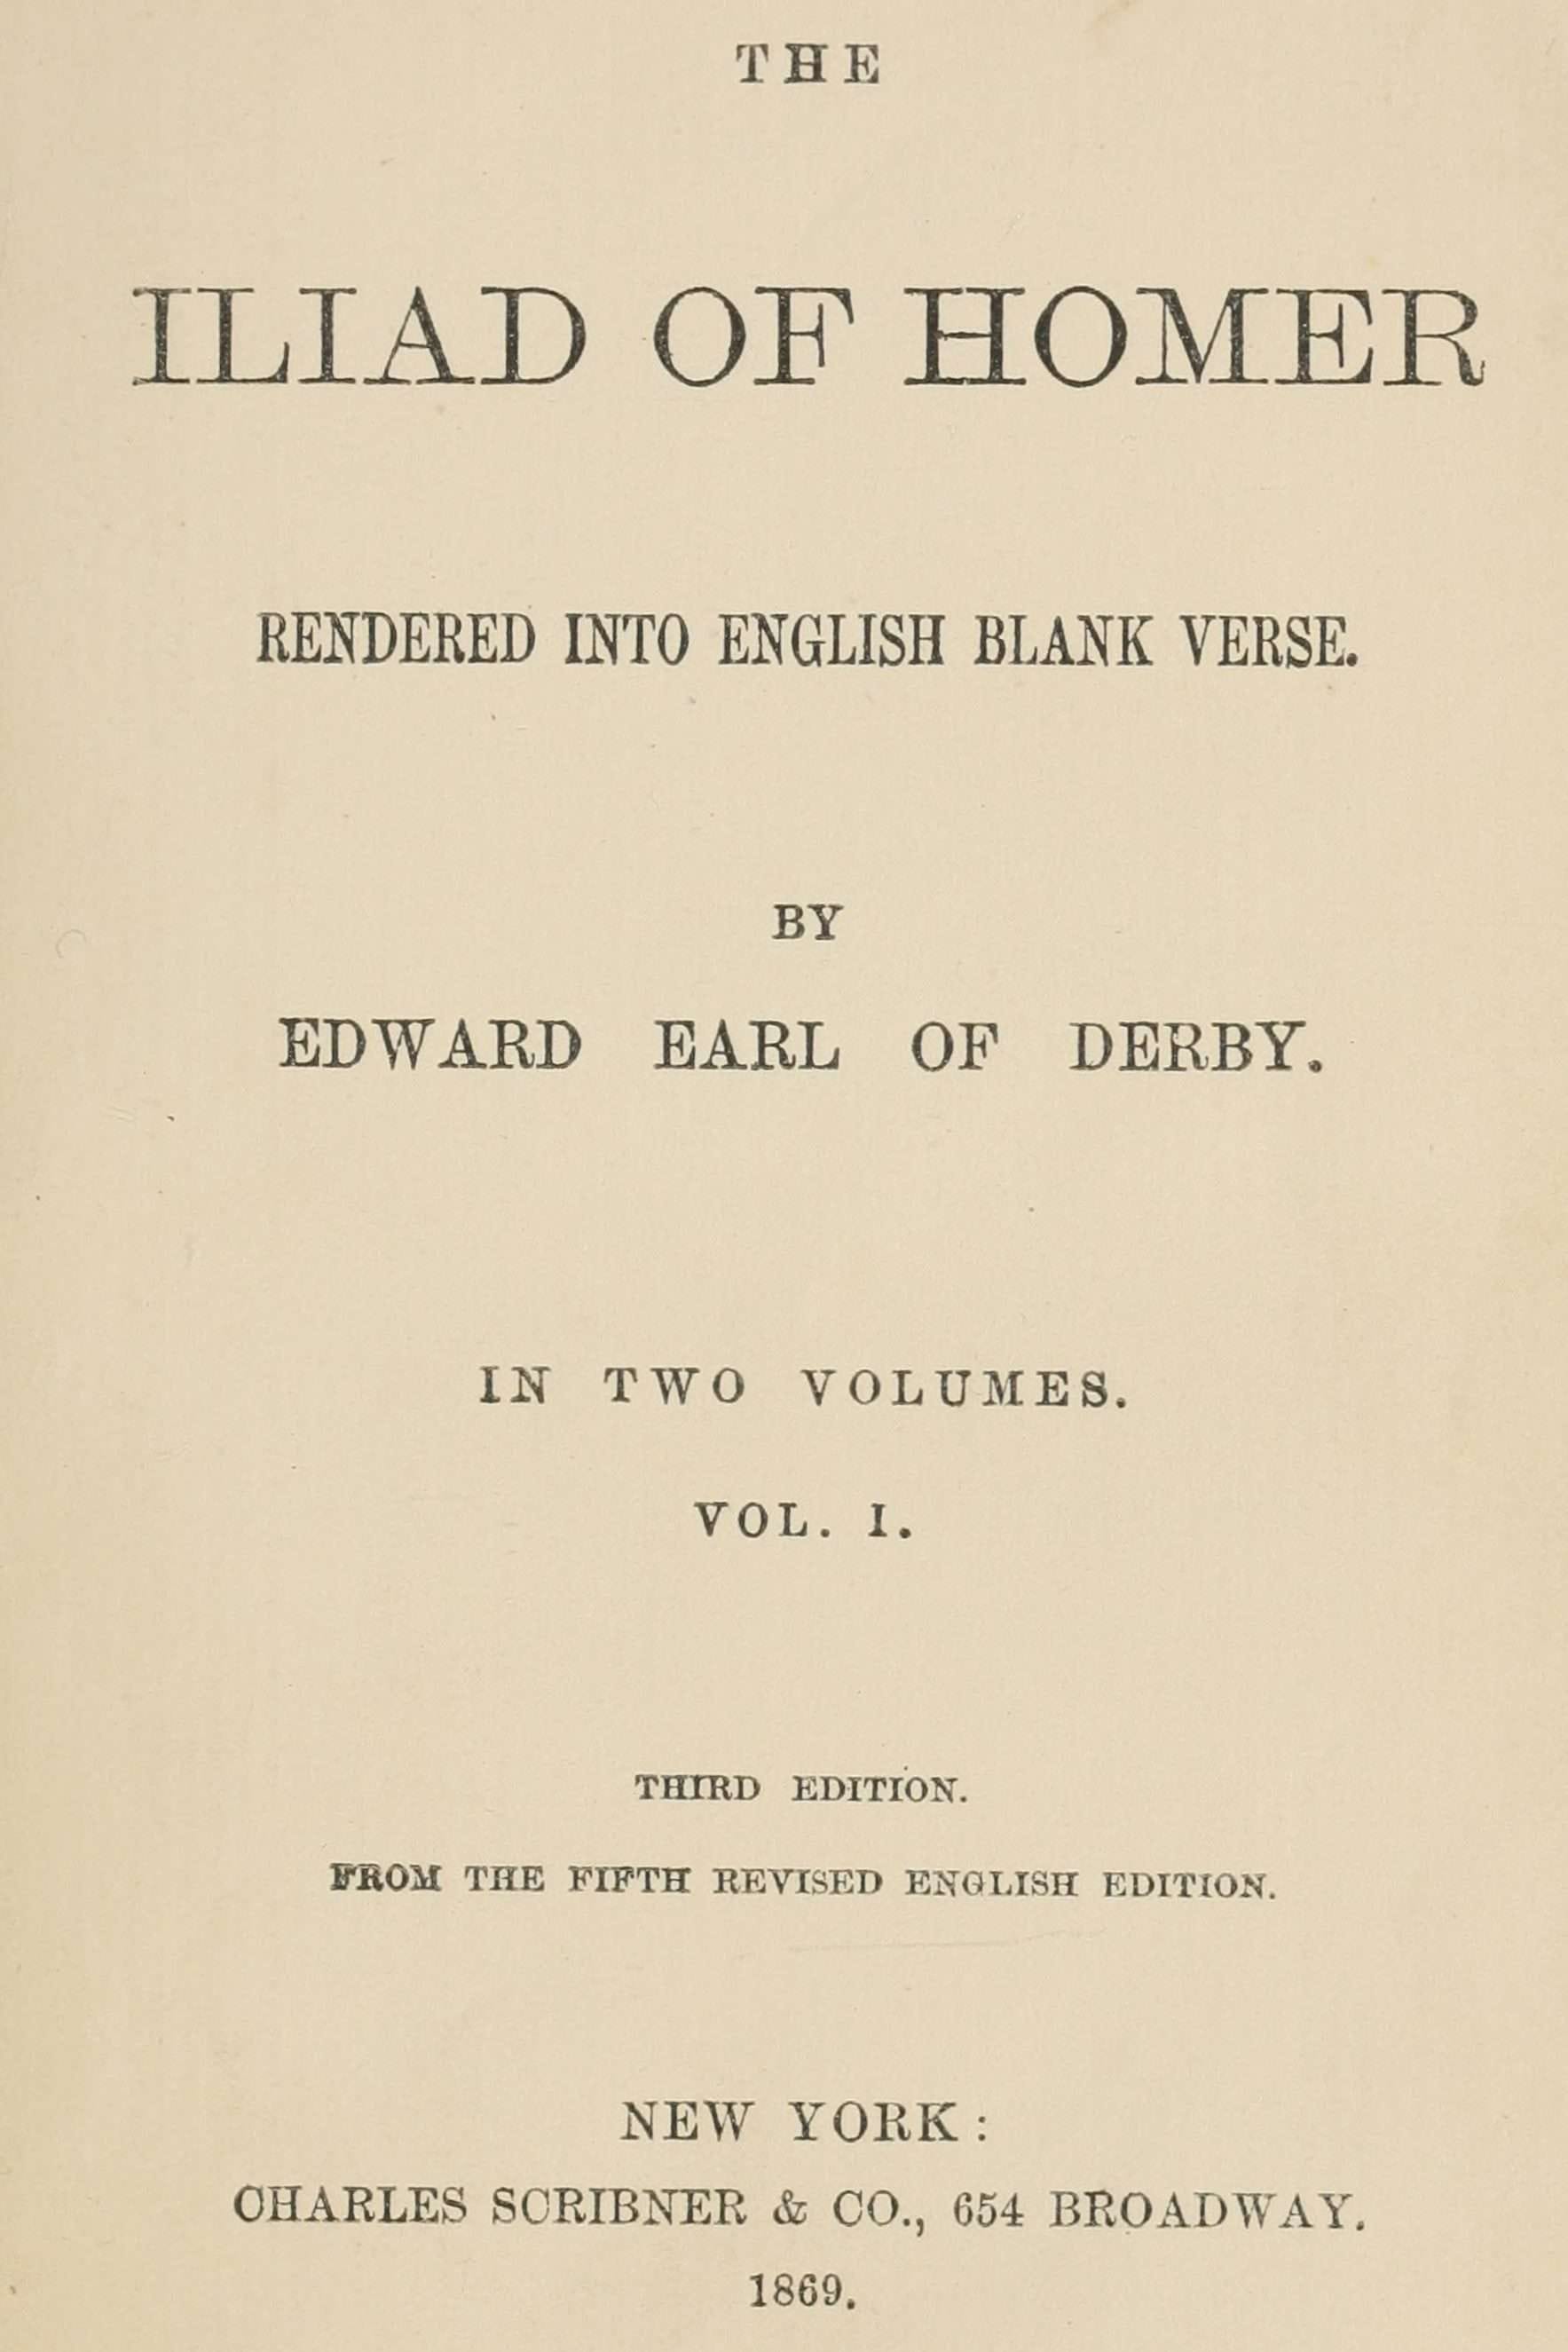 THE
ILIAD OF HOMER
RENDERED INTO ENGLISH BLANK VERSE.
BY
EDWARD EARL OF DERBY.
IN TWO VOLUMES.
VOL. I.
THIRD EDITION.
FROM THE FIFTH REVISED ENGLISH EDITION.
NEW YORK:
CHARLES SCRIBNER & CO., 654 BROADWAY.
1869.